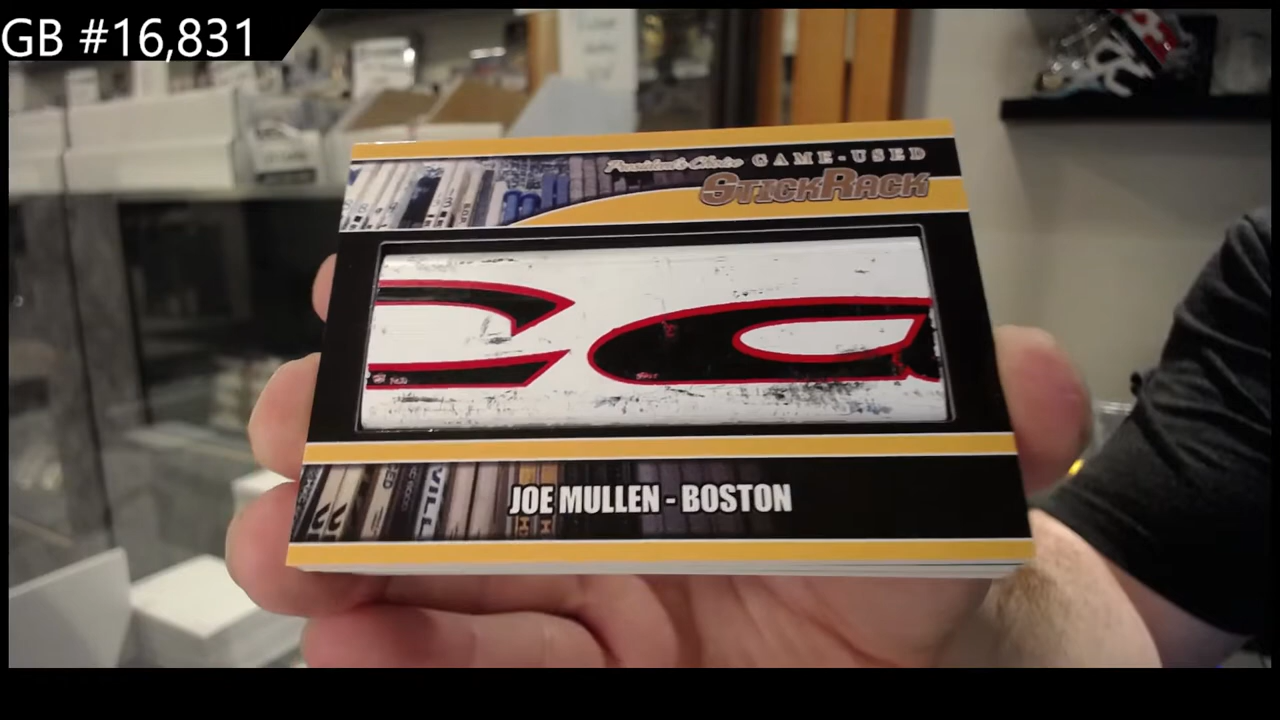 GB #16,831
President's Choice GAME-USED
STICKRACK
JOE MULLEN - BOSTON